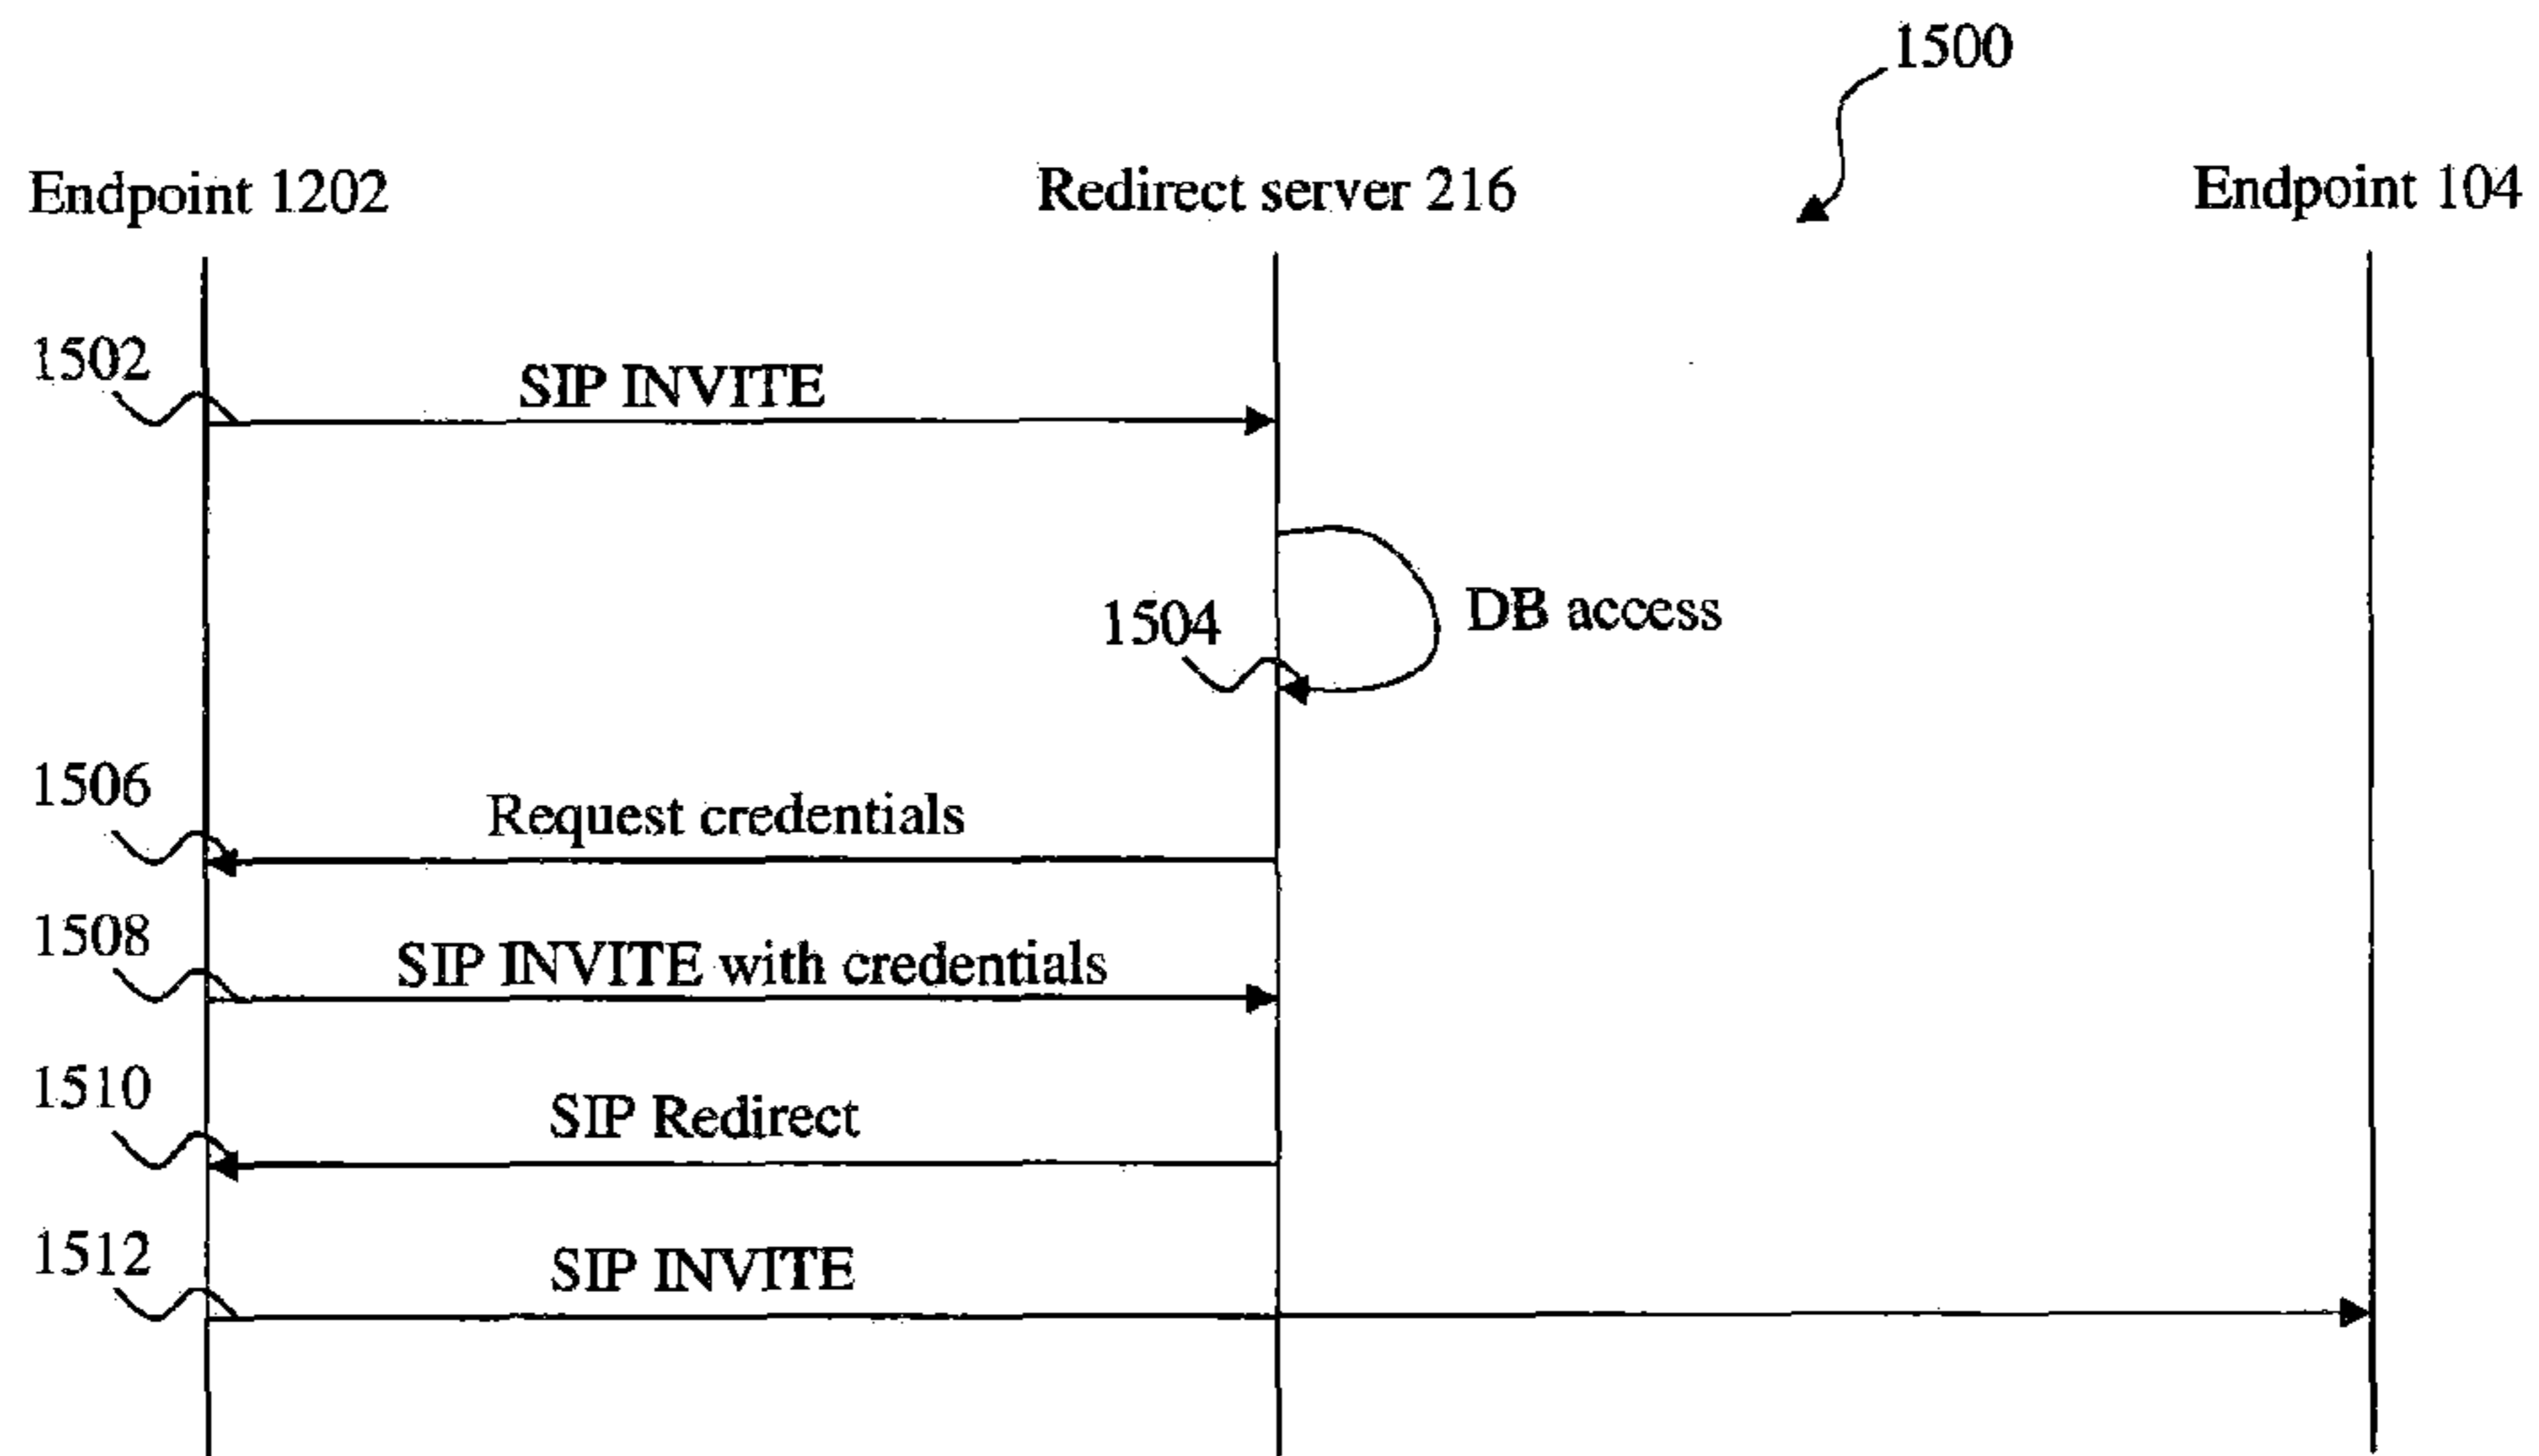 1500
Endpoint 1202
Redirect server 216
Endpoint 104
1502
SIP INVITE
1504
DB access
1506
Request credentials
1508
SIP INVITE with credentials
1510
SIP Redirect
1512
SIP INVITE